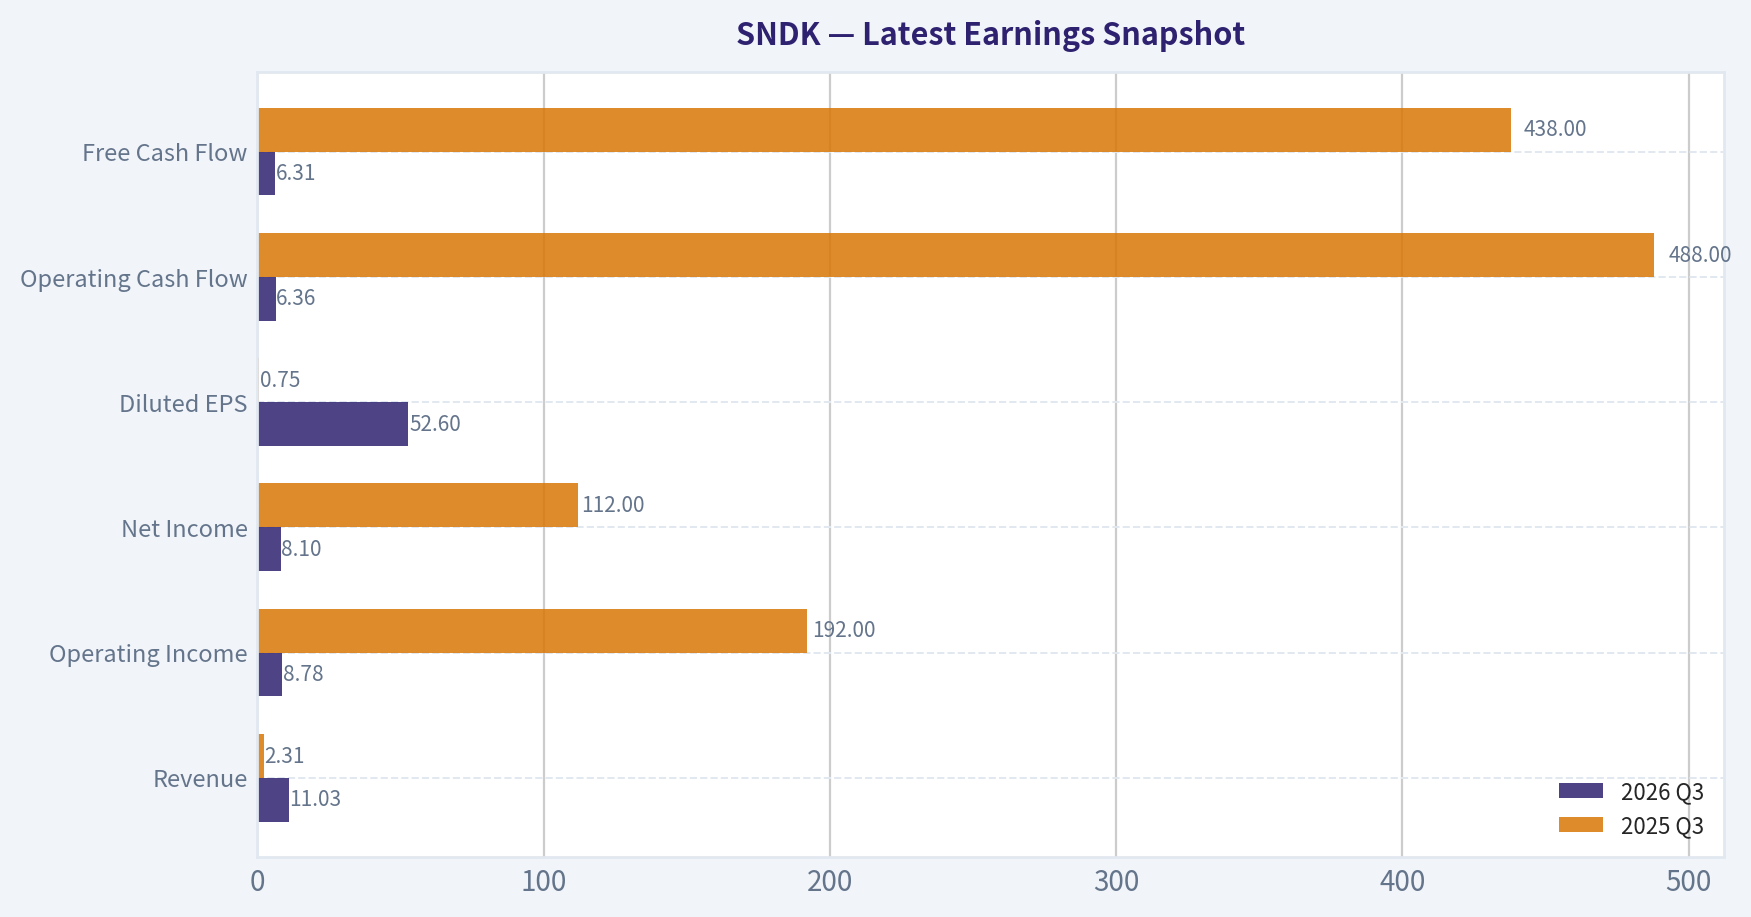 SNDK — Latest Earnings Snapshot
Free Cash Flow
438.00
6.31
Operating Cash Flow
488.00
6.36
Diluted EPS
0.75
52.60
Net Income
112.00
8.10
Operating Income
192.00
8.78
Revenue
2.31
11.03
2026 Q3
2025 Q3
0 100 200 300 400 500